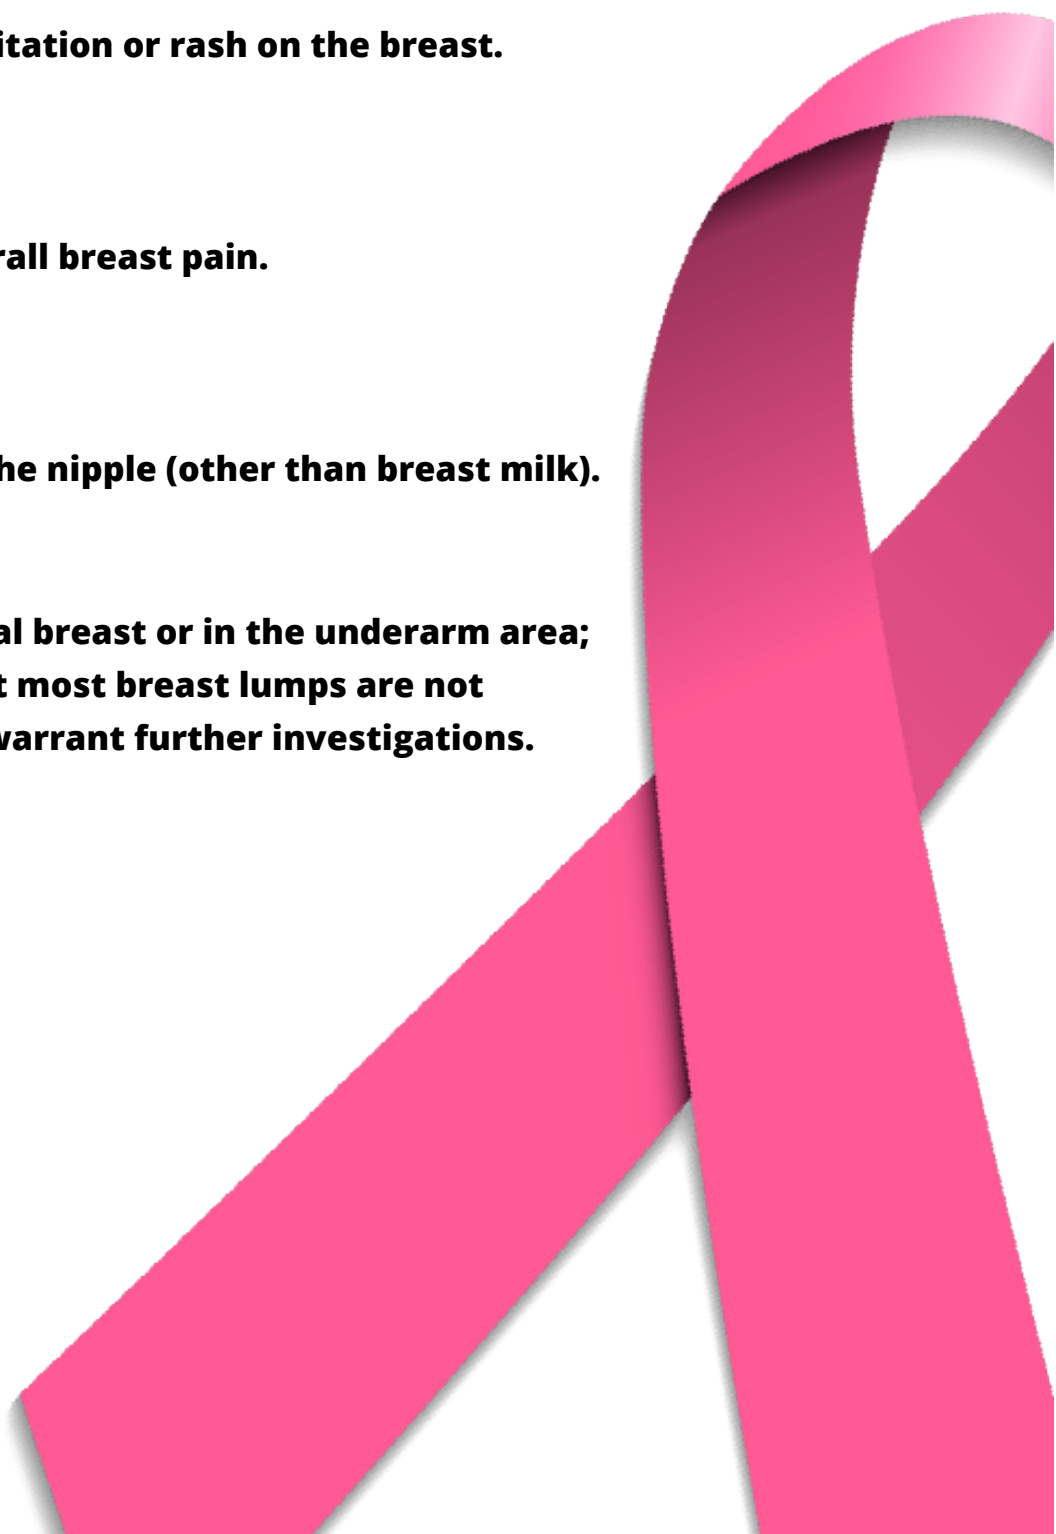 itation or rash on the breast.
rall breast pain.
he nipple (other than breast milk).
al breast or in the underarm area;
t most breast lumps are not
warrant further investigations.